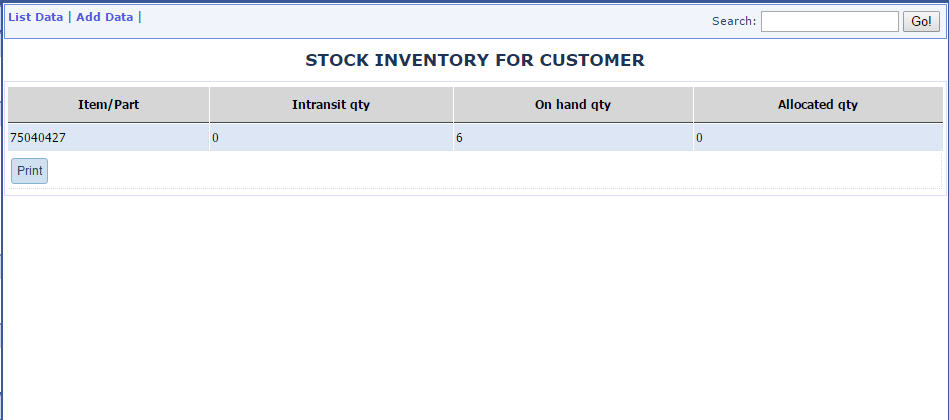 List Data | Add Data |
Search: Go!
STOCK INVENTORY FOR CUSTOMER
Item/Part Intransit qty On hand qty Allocated qty
75040427 0 6 0
Print